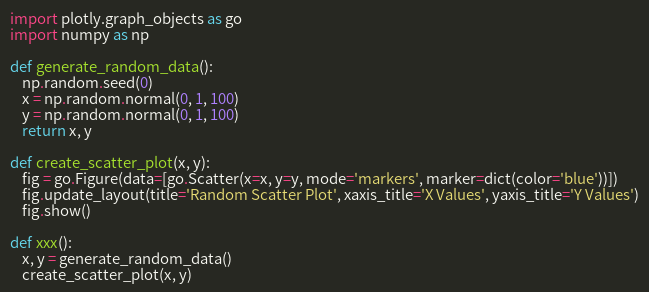 import plotly.graph_objects as go
import numpy as np

def generate_random_data():
    np.random.seed(0)
    x = np.random.normal(0, 1, 100)
    y = np.random.normal(0, 1, 100)
    return x, y

def create_scatter_plot(x, y):
    fig = go.Figure(data=[go.Scatter(x=x, y=y, mode='markers', marker=dict(color='blue'))])
    fig.update_layout(title='Random Scatter Plot', xaxis_title='X Values', yaxis_title='Y Values')
    fig.show()

def xxx():
    x, y = generate_random_data()
    create_scatter_plot(x, y)